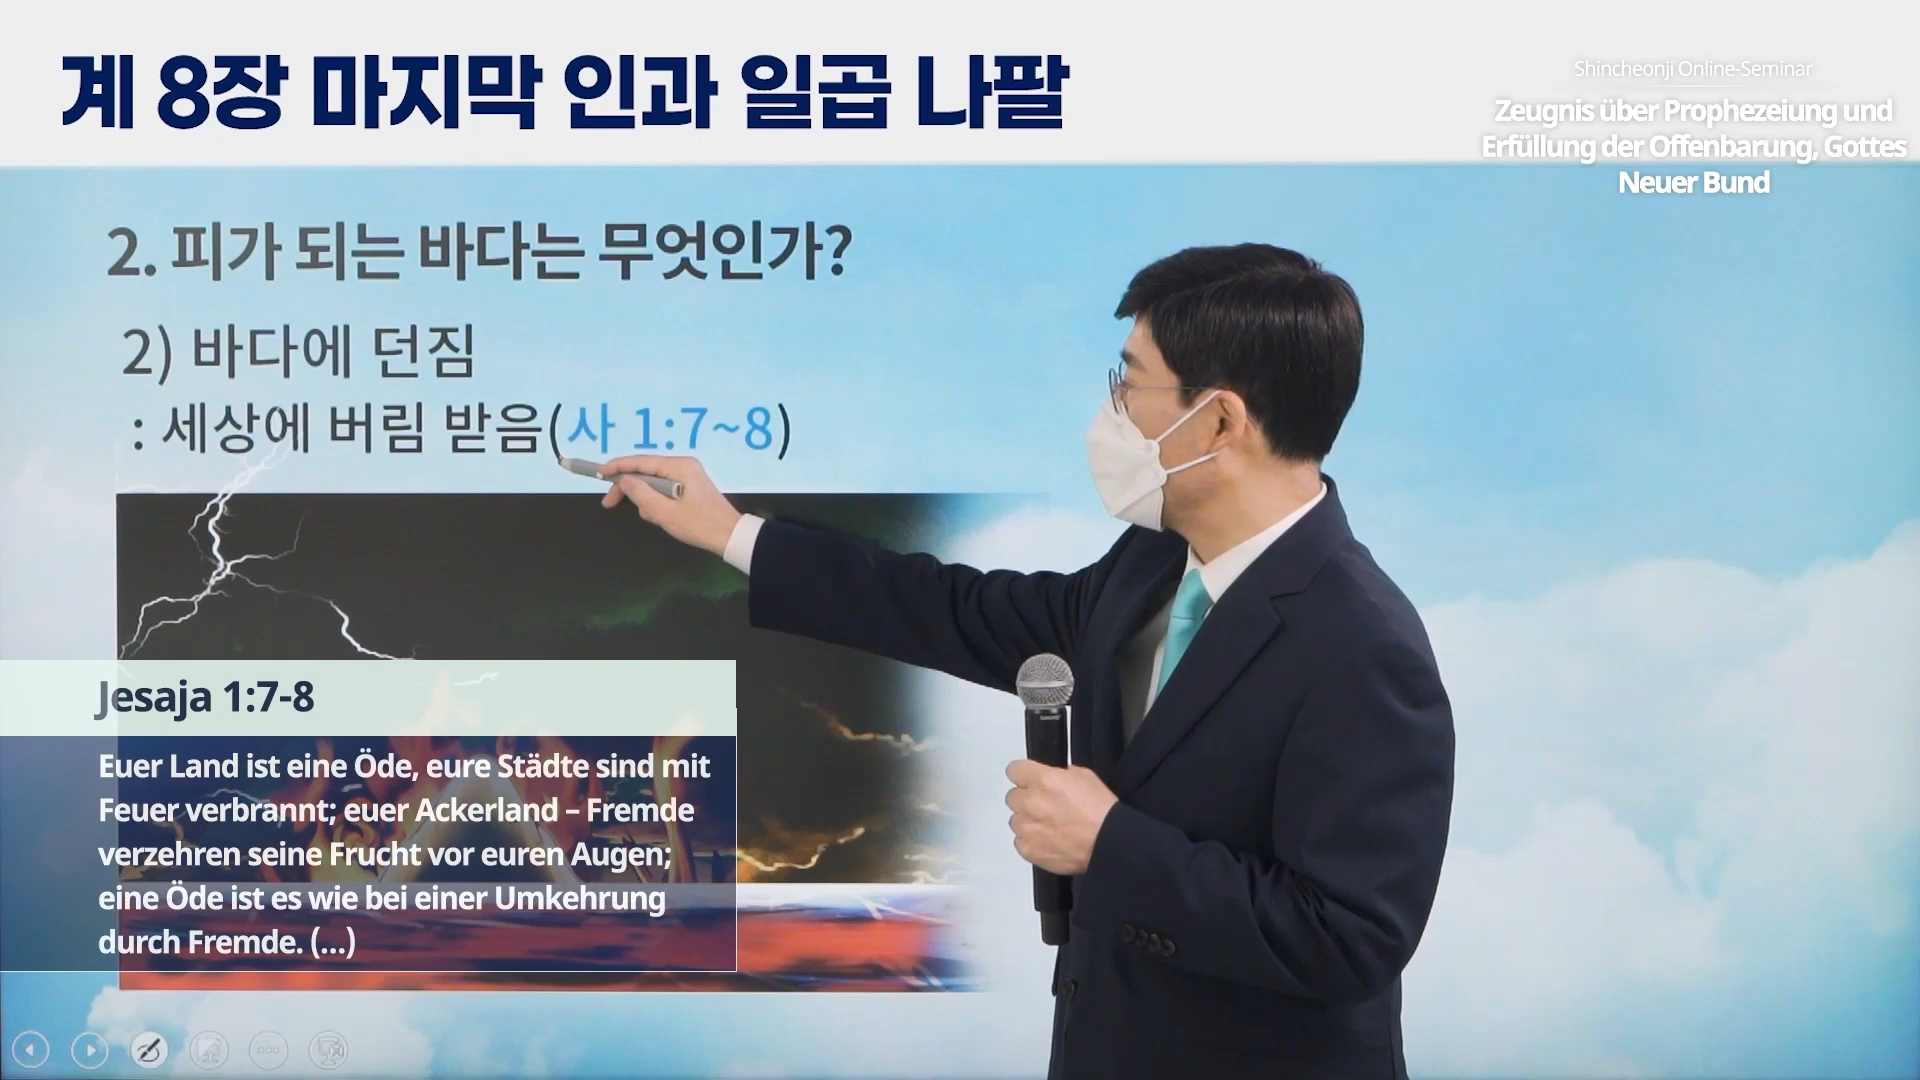 계 8장 마지막 인과 일곱 나팔
Shincheonji Online-Seminar
Zeugnis über Prophezeiung und
Erfüllung der Offenbarung, Gottes
Neuer Bund
2. 피가 되는 바다는 무엇인가?
2) 바다에 던짐
: 세상에 버림 받음(사 1:7~8)
Jesaja 1:7-8
Euer Land ist eine Öde, eure Städte sind mit
Feuer verbrannt; euer Ackerland – Fremde
verzehren seine Frucht vor euren Augen;
eine Öde ist es wie bei einer Umkehrung
durch Fremde. (...)